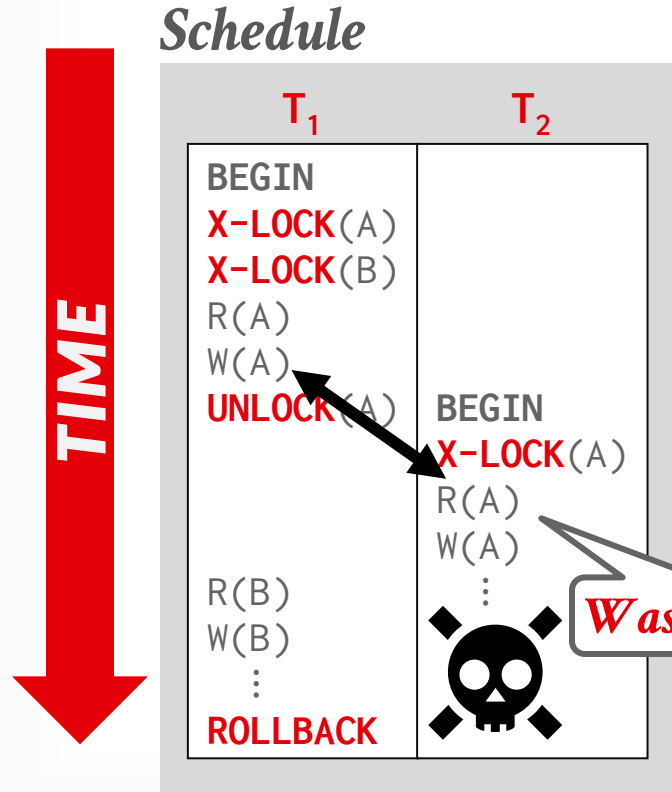 Schedule
TIME
T1
T2
BEGIN
X-LOCK(A)
X-LOCK(B)
R(A)
W(A)
UNLOCK(A)
BEGIN
X-LOCK(A)
R(A)
W(A)
⋮
R(B)
W(B)
⋮
ROLLBACK